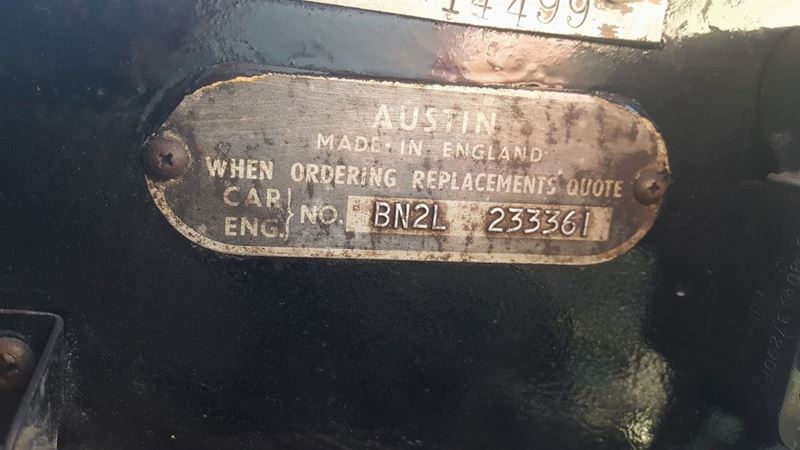 14499
AUSTIN
MADE·IN ENGLAND
WHEN ORDERING REPLACEMENTS QUOTE
CAR
ENG. } NO. BN2L 233361